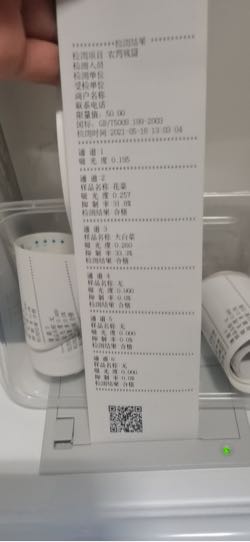 检测结果
检测项目 农药残留
检测人员
检测单位
受检单位
商户名称
联系电话
限量值: 50.00
国标: GB/T5009.199-2003
检测时间:2021-05-18 13:03:04
通 道 1
吸 光 度 0.195
通 道 2
样品名称 花菜
吸 光 度 0.257
抑 制 率 31.0%
检测结果 合格
通 道 3
样品名称 大白菜
吸 光 度 0.260
抑 制 率 33.3%
检测结果 合格
通 道 4
样品名称 无
吸 光 度 0.000
抑 制 率 0.0%
检测结果 合格
通 道 5
样品名称 无
吸 光 度 0.000
抑 制 率 0.0%
检测结果 合格
通 道 6
样品名称 无
吸 光 度 0.000
抑 制 率 0.0%
检测结果 合格